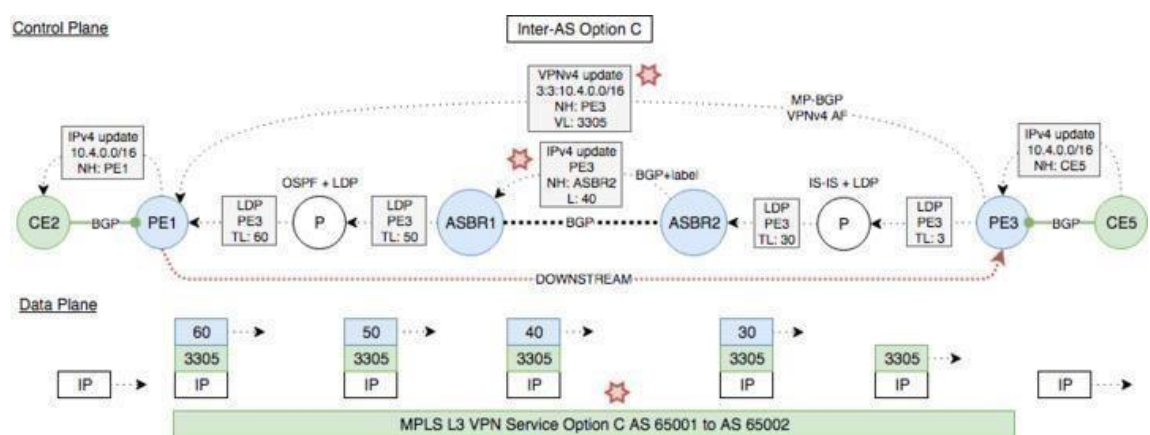 Control Plane
Inter-AS Option C
VPNv4 update
3:3:10.4.0.0/16
NH: PE3
VL: 3305
MP-BGP
VPNv4 AF
IPv4 update
10.4.0.0/16
NH: PE1
IPv4 update
PE3
NH: ASBR2
L: 40
BGP+label
IPv4 update
10.4.0.0/16
NH: CE5
OSPF + LDP
IS-IS + LDP
CE2
BGP
PE1
LDP
PE3
TL: 60
P
LDP
PE3
TL: 50
ASBR1
BGP
ASBR2
LDP
PE3
TL: 30
P
LDP
PE3
TL: 3
PE3
BGP
CE5
DOWNSTREAM
Data Plane
60
50
40
30
3305
3305
3305
3305
3305
IP
IP
IP
IP
IP
IP
IP
MPLS L3 VPN Service Option C AS 65001 to AS 65002